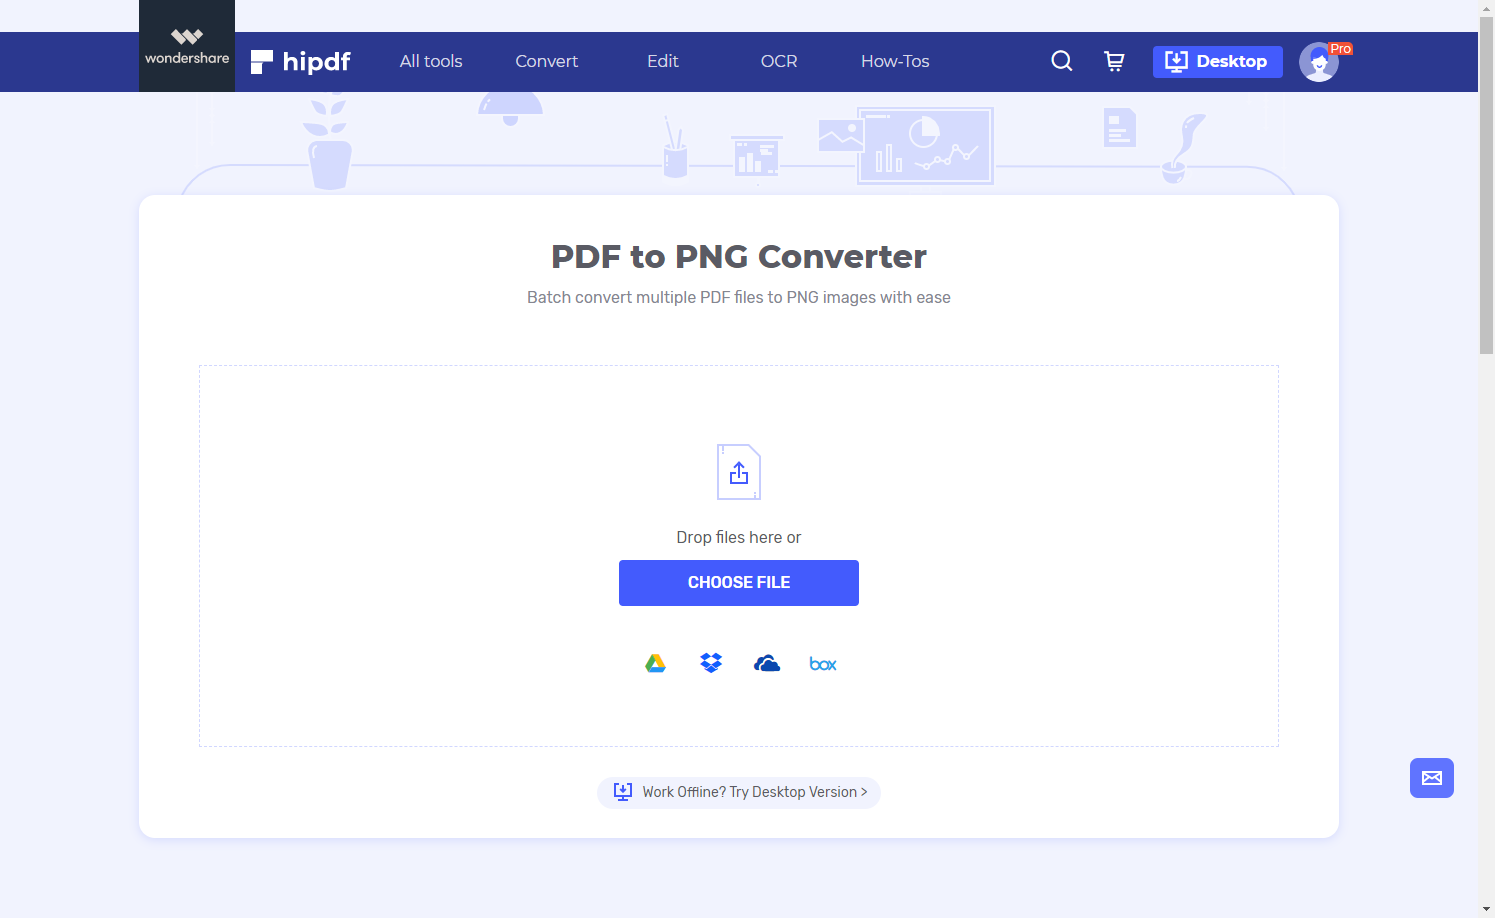 wondershare
hipdf
All tools
Convert
Edit
OCR
How-Tos
Desktop
Pro
PDF to PNG Converter
Batch convert multiple PDF files to PNG images with ease
Drop files here or
CHOOSE FILE
box
Work Offline? Try Desktop Version >